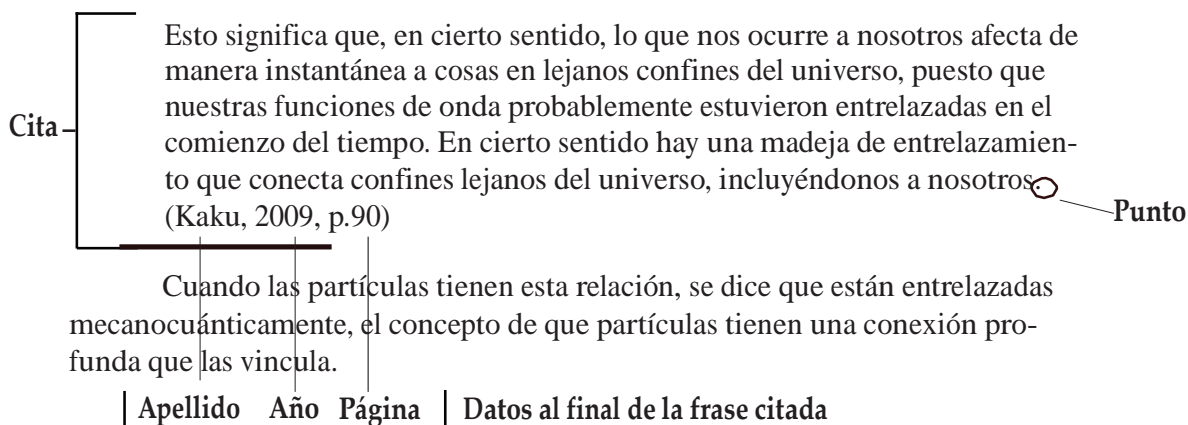 Esto significa que, en cierto sentido, lo que nos ocurre a nosotros afecta de
manera instantánea a cosas en lejanos confines del universo, puesto que
nuestras funciones de onda probablemente estuvieron entrelazadas en el
Cita
comienzo del tiempo. En cierto sentido hay una madeja de entrelazamien-
to que conecta confines lejanos del universo, incluyéndonos a nosotros.
(Kaku, 2009, p.90)
Punto
Cuando las partículas tienen esta relación, se dice que están entrelazadas
mecanocuánticamente, el concepto de que partículas tienen una conexión pro-
funda que las vincula.
Apellido Año Página Datos al final de la frase citada